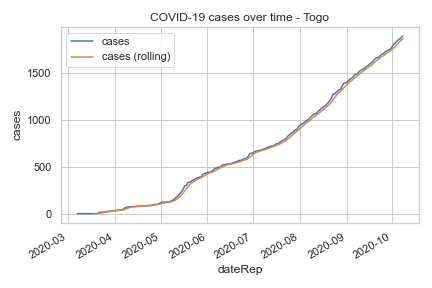 COVID-19 cases over time - Togo
cases
cases (rolling)
cases
1500
1000
500
0
2020-03
2020-04
2020-05
2020-06
2020-07
2020-08
2020-09
2020-10
dateRep